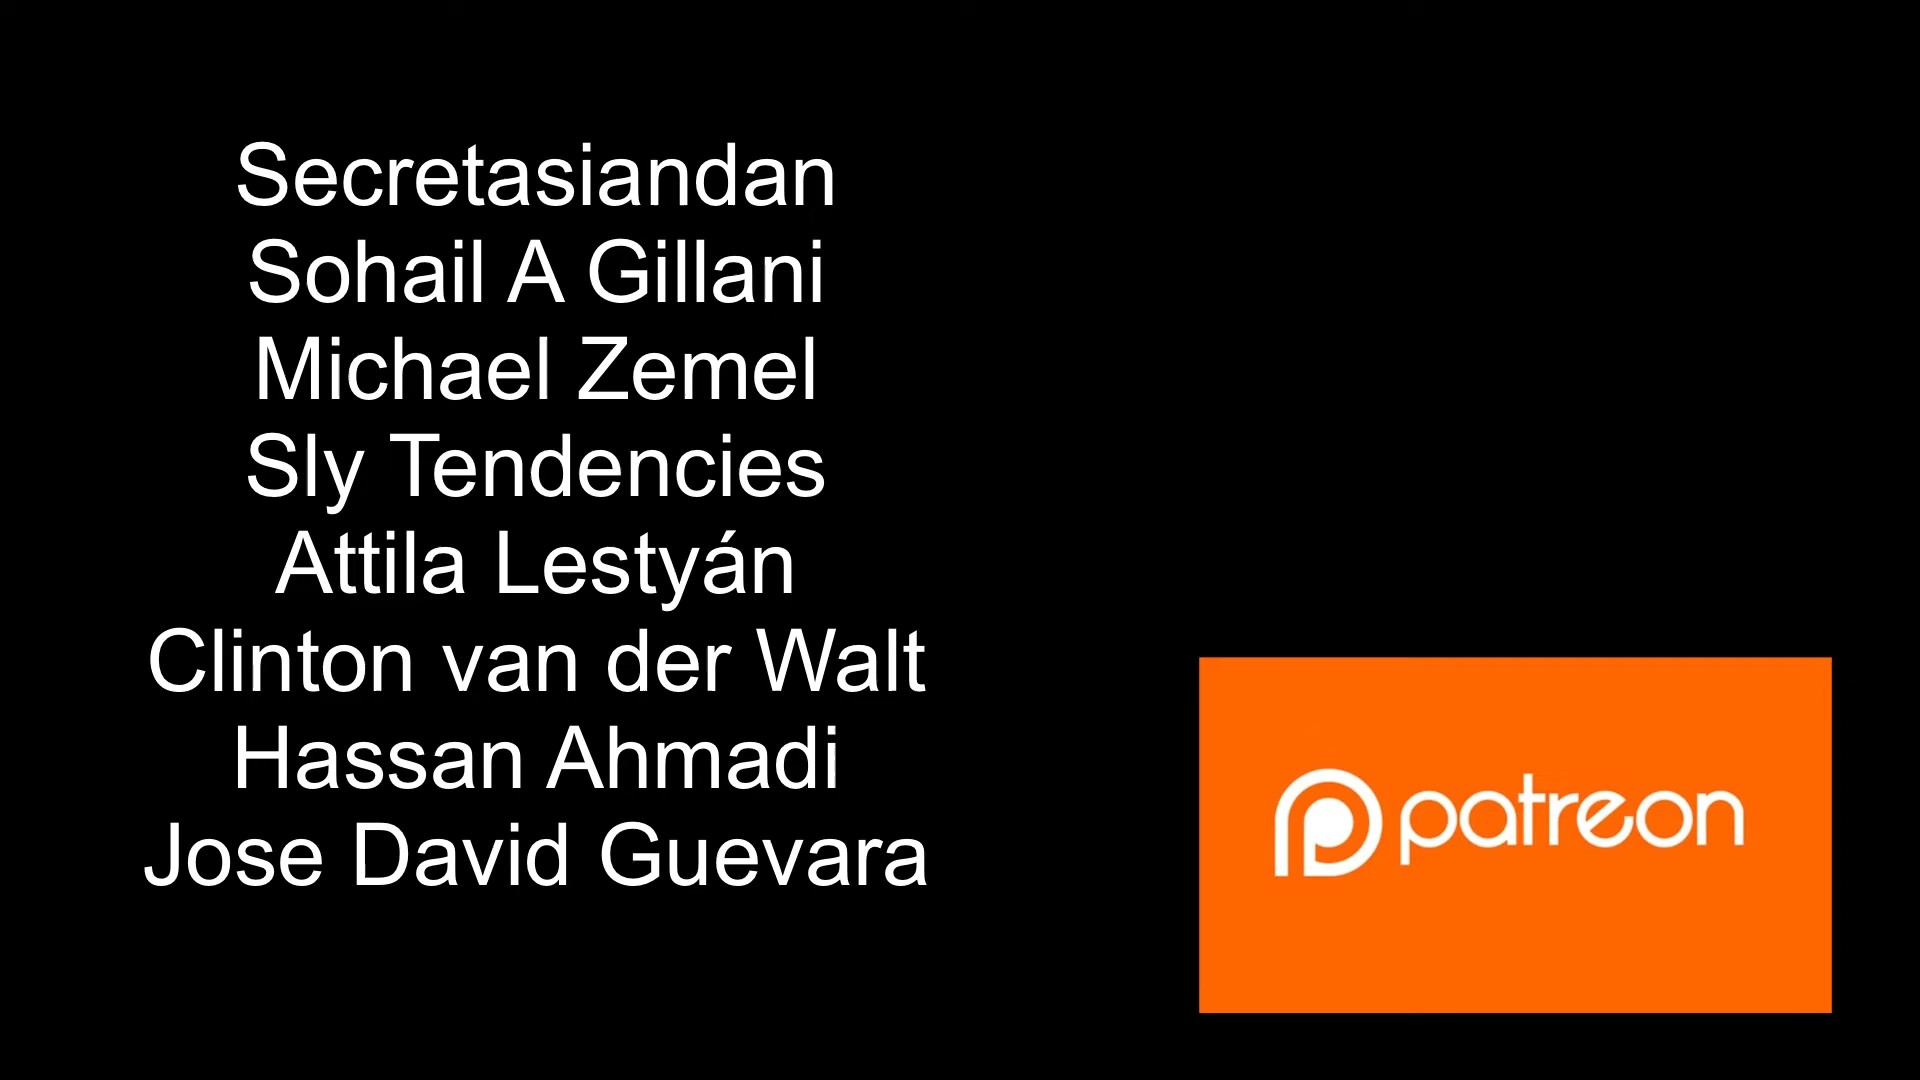 Secretasiandan
Sohail A Gillani
Michael Zemel
Sly Tendencies
Attila Lestyán
Clinton van der Walt
Hassan Ahmadi
Jose David Guevara
patreon